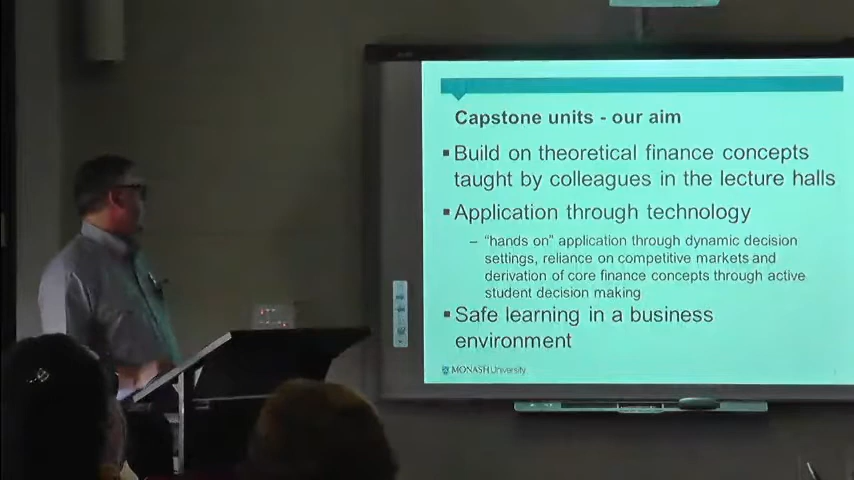 Capstone units - our aim
▪ Build on theoretical finance concepts
taught by colleagues in the lecture halls
▪ Application through technology
– “hands on” application through dynamic decision
settings, reliance on competitive markets and
derivation of core finance concepts through active
student decision making
▪ Safe learning in a business
environment
MONASH University